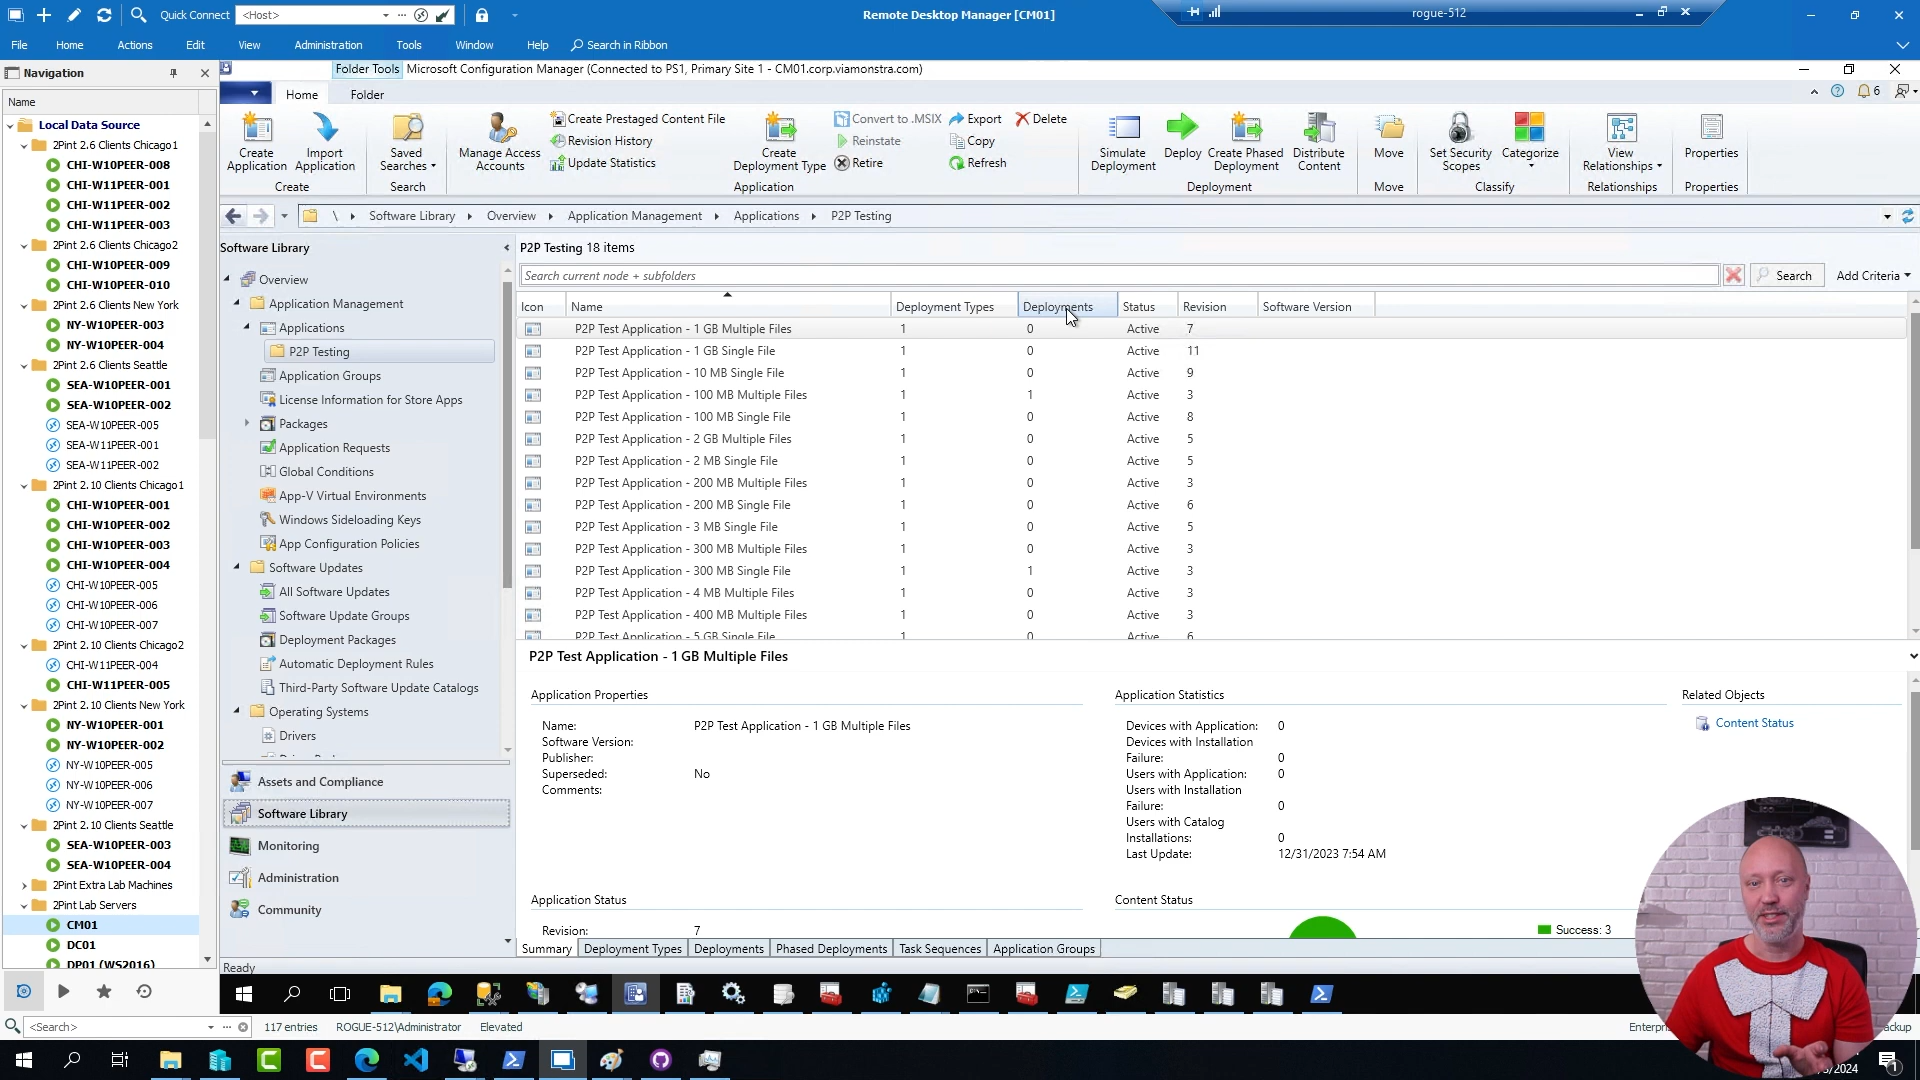 Quick Connect <Host>
Remote Desktop Manager [CM01]
rogue-512
File Home Actions Edit View Administration Tools Window Help Search in Ribbon
Navigation
Folder Tools Microsoft Configuration Manager (Connected to PS1, Primary Site 1 - CM01.corp.viamonstra.com)
Name
Home Folder
6
Local Data Source
2Pint 2.6 Clients Chicago1
CHI-W10PEER-008
CHI-W11PEER-001
CHI-W11PEER-002
CHI-W11PEER-003
2Pint 2.6 Clients Chicago2
CHI-W10PEER-009
CHI-W10PEER-010
2Pint 2.6 Clients New York
NY-W10PEER-003
NY-W10PEER-004
2Pint 2.6 Clients Seattle
SEA-W10PEER-001
SEA-W10PEER-002
SEA-W10PEER-005
SEA-W11PEER-001
SEA-W11PEER-002
2Pint 2.10 Clients Chicago1
CHI-W10PEER-001
CHI-W10PEER-002
CHI-W10PEER-003
CHI-W10PEER-004
CHI-W10PEER-005
CHI-W10PEER-006
CHI-W10PEER-007
2Pint 2.10 Clients Chicago2
CHI-W11PEER-004
CHI-W11PEER-005
2Pint 2.10 Clients New York
NY-W10PEER-001
NY-W10PEER-002
NY-W10PEER-005
NY-W10PEER-006
NY-W10PEER-007
2Pint 2.10 Clients Seattle
SEA-W10PEER-003
SEA-W10PEER-004
2Pint Extra Lab Machines
2Pint Lab Servers
CM01
DC01
DP01 (WS2016)
Create Application
Import Application
Create
Saved Searches
Search
Manage Access Accounts
Create Prestaged Content File
Revision History
Update Statistics
Create Deployment Type
Convert to .MSIX
Reinstate
Retire
Export
Copy
Refresh
Delete
Application
Simulate Deployment
Deploy
Create Phased Deployment
Distribute Content
Deployment
Move
Move
Set Security Scopes
Categorize
Classify
View Relationships
Relationships
Properties
Properties
\ Software Library Overview Application Management Applications P2P Testing
Software Library
Overview
Application Management
Applications
P2P Testing
Application Groups
License Information for Store Apps
Packages
Application Requests
Global Conditions
App-V Virtual Environments
Windows Sideloading Keys
App Configuration Policies
Software Updates
All Software Updates
Software Update Groups
Deployment Packages
Automatic Deployment Rules
Third-Party Software Update Catalogs
Operating Systems
Drivers
Assets and Compliance
Software Library
Monitoring
Administration
Community
P2P Testing 18 items
Search current node + subfolders Search Add Criteria
Icon Name Deployment Types Deployments Status Revision Software Version
P2P Test Application - 1 GB Multiple Files 1 0 Active 7
P2P Test Application - 1 GB Single File 1 0 Active 11
P2P Test Application - 10 MB Single File 1 0 Active 9
P2P Test Application - 100 MB Multiple Files 1 1 Active 3
P2P Test Application - 100 MB Single File 1 0 Active 8
P2P Test Application - 2 GB Multiple Files 1 0 Active 5
P2P Test Application - 2 MB Single File 1 0 Active 5
P2P Test Application - 200 MB Multiple Files 1 0 Active 3
P2P Test Application - 200 MB Single File 1 0 Active 6
P2P Test Application - 3 MB Single File 1 0 Active 5
P2P Test Application - 300 MB Multiple Files 1 0 Active 3
P2P Test Application - 300 MB Single File 1 1 Active 3
P2P Test Application - 4 MB Multiple Files 1 0 Active 3
P2P Test Application - 400 MB Multiple Files 1 0 Active 3
P2P Test Application - 5 GB Single File 1 0 Active 6
P2P Test Application - 1 GB Multiple Files
Application Properties
Name: P2P Test Application - 1 GB Multiple Files
Software Version:
Publisher:
Superseded: No
Comments:
Application Statistics
Devices with Application: 0
Devices with Installation
Failure: 0
Users with Application: 0
Users with Installation
Failure: 0
Users with Catalog
Installations: 0
Last Update: 12/31/2023 7:54 AM
Related Objects
Content Status
Application Status
Revision: 7
Content Status
Success: 3
Summary Deployment Types Deployments Phased Deployments Task Sequences Application Groups
Ready
<Search> 117 entries ROGUE-512\Administrator Elevated
1